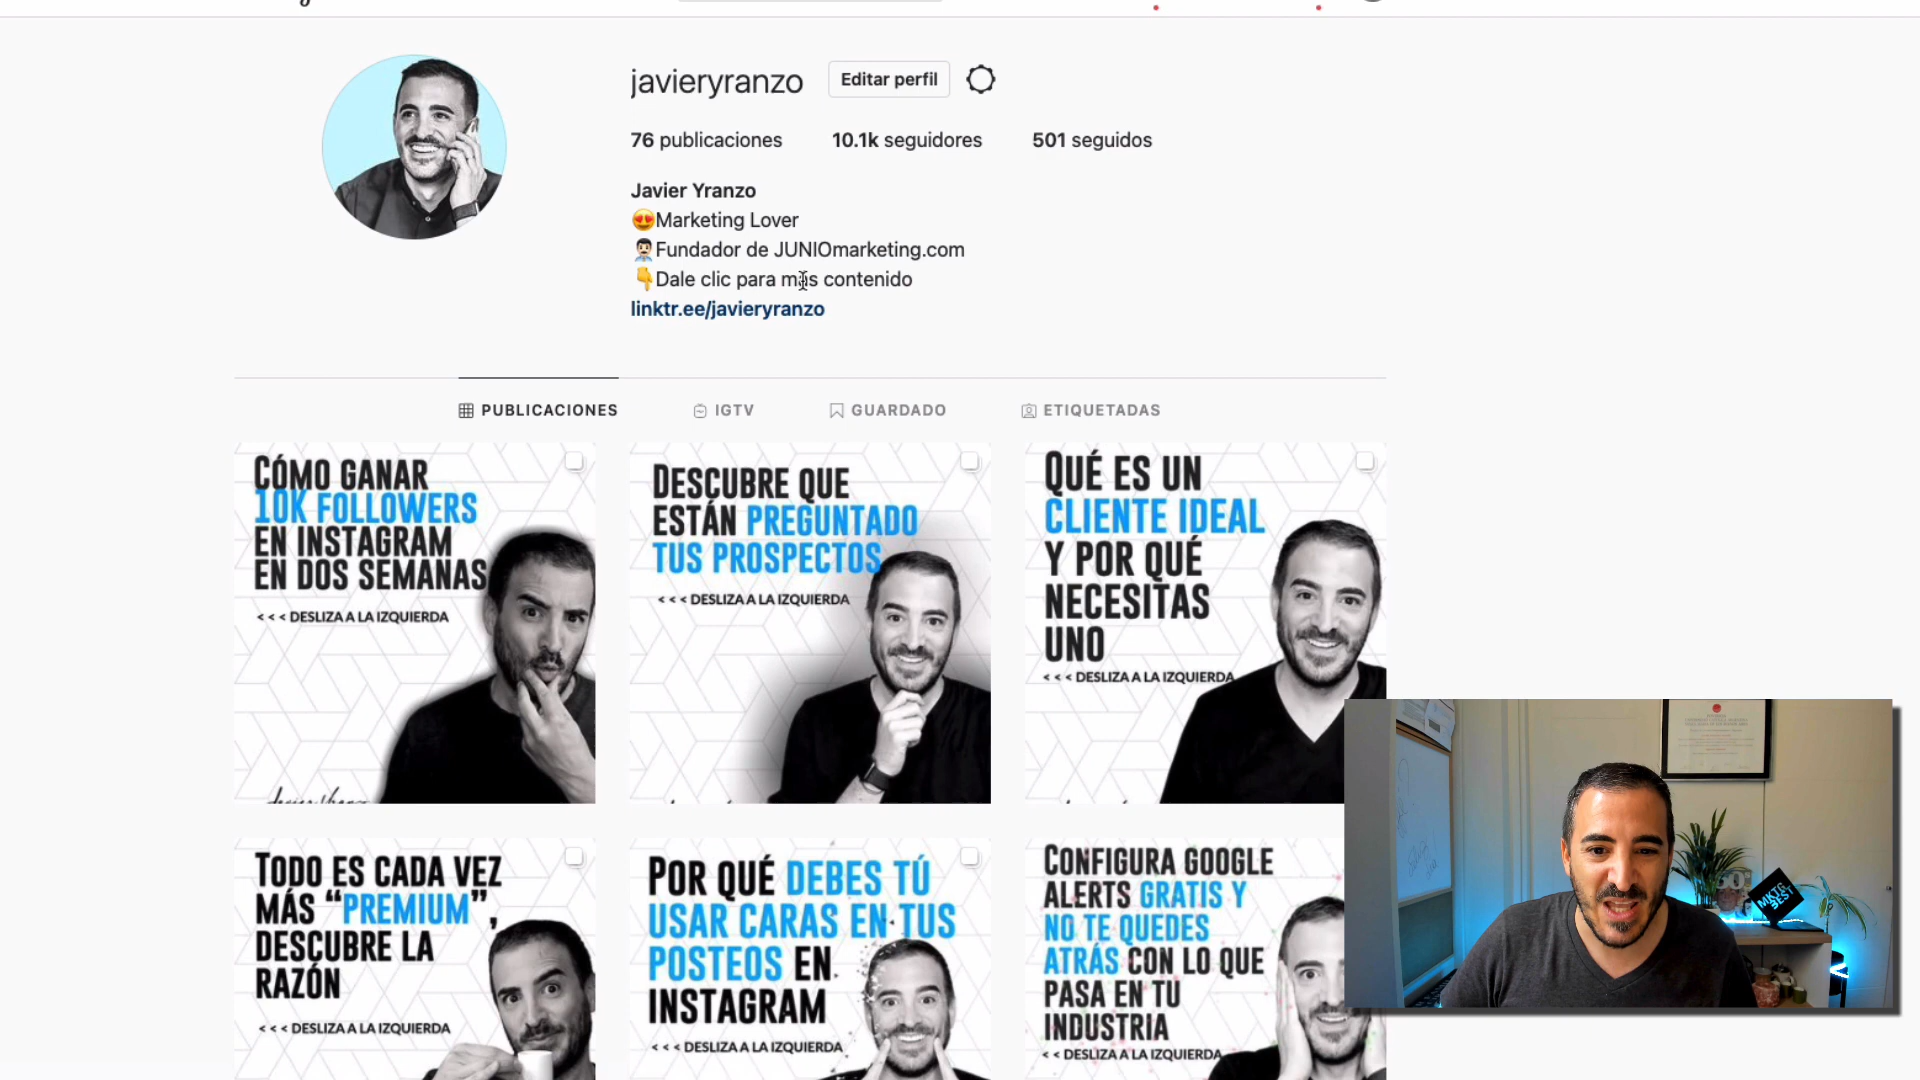 javieryranzo
Editar perfil
76 publicaciones
10.1k seguidores
501 seguidos
Javier Yranzo
😍Marketing Lover
👨🏻‍💼Fundador de JUNIOmarketing.com
👇Dale clic para más contenido
linktr.ee/javieryranzo
PUBLICACIONES
IGTV
GUARDADO
ETIQUETADAS
CÓMO GANAR
10K FOLLOWERS
EN INSTAGRAM
EN DOS SEMANAS
<<< DESLIZA A LA IZQUIERDA
DESCUBRE QUE
ESTÁN PREGUNTADO
TUS PROSPECTOS
<<< DESLIZA A LA IZQUIERDA
QUÉ ES UN
CLIENTE IDEAL
Y POR QUÉ
NECESITAS
UNO
<<< DESLIZA A LA IZQUIERDA
TODO ES CADA VEZ
MÁS “PREMIUM”,
DESCUBRE LA
RAZÓN
<<< DESLIZA A LA IZQUIERDA
POR QUÉ DEBES TÚ
USAR CARAS EN TUS
POSTEOS EN
INSTAGRAM
<<< DESLIZA A LA IZQUIERDA
CONFIGURA GOOGLE
ALERTS GRATIS Y
NO TE QUEDES
ATRÁS CON LO QUE
PASA EN TU
INDUSTRIA
<< DESLIZA A LA IZQUIERDA
MKTG
BEST